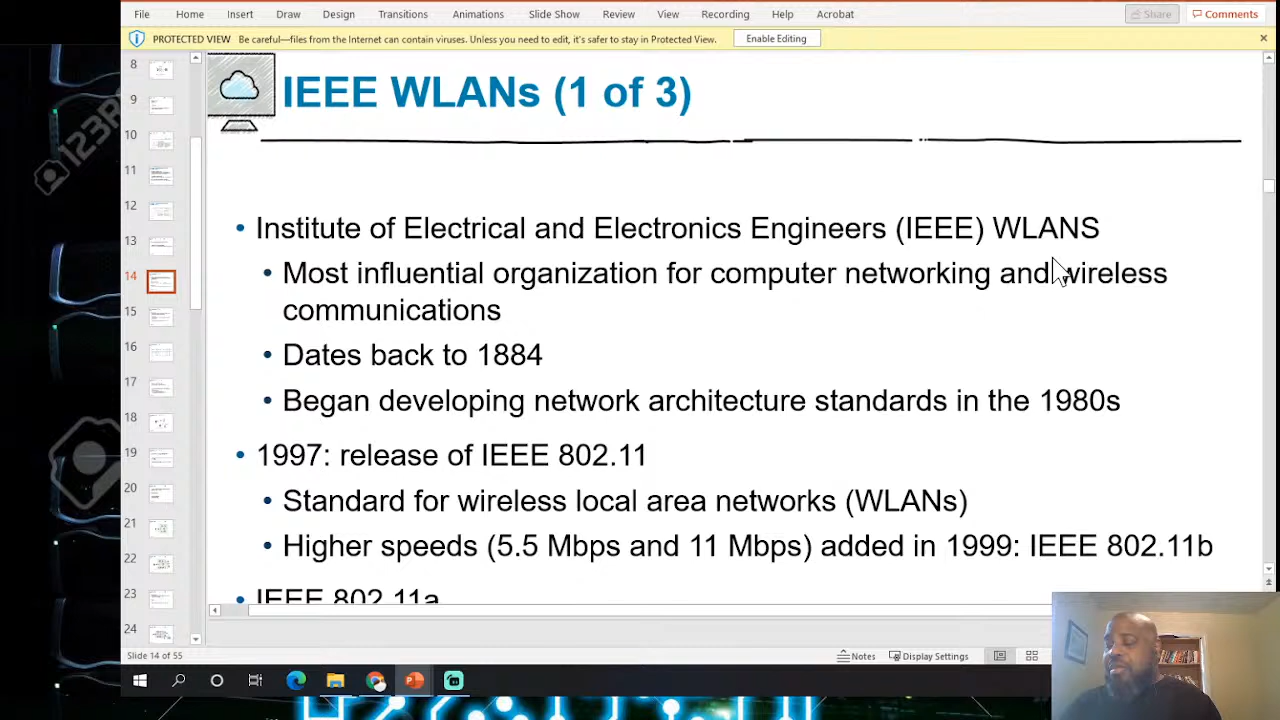 File Home Insert Draw Design Transitions Animations Slide Show Review View Recording Help Acrobat Share Comments
PROTECTED VIEW Be careful—files from the Internet can contain viruses. Unless you need to edit, it's safer to stay in Protected View. Enable Editing
8
9
10
11
12
13
14
15
16
17
18
19
20
21
22
23
24
IEEE WLANs (1 of 3)
• Institute of Electrical and Electronics Engineers (IEEE) WLANS
• Most influential organization for computer networking and wireless
communications
• Dates back to 1884
• Began developing network architecture standards in the 1980s
• 1997: release of IEEE 802.11
• Standard for wireless local area networks (WLANs)
• Higher speeds (5.5 Mbps and 11 Mbps) added in 1999: IEEE 802.11b
• IEEE 802.11a
Slide 14 of 55 Notes Display Settings